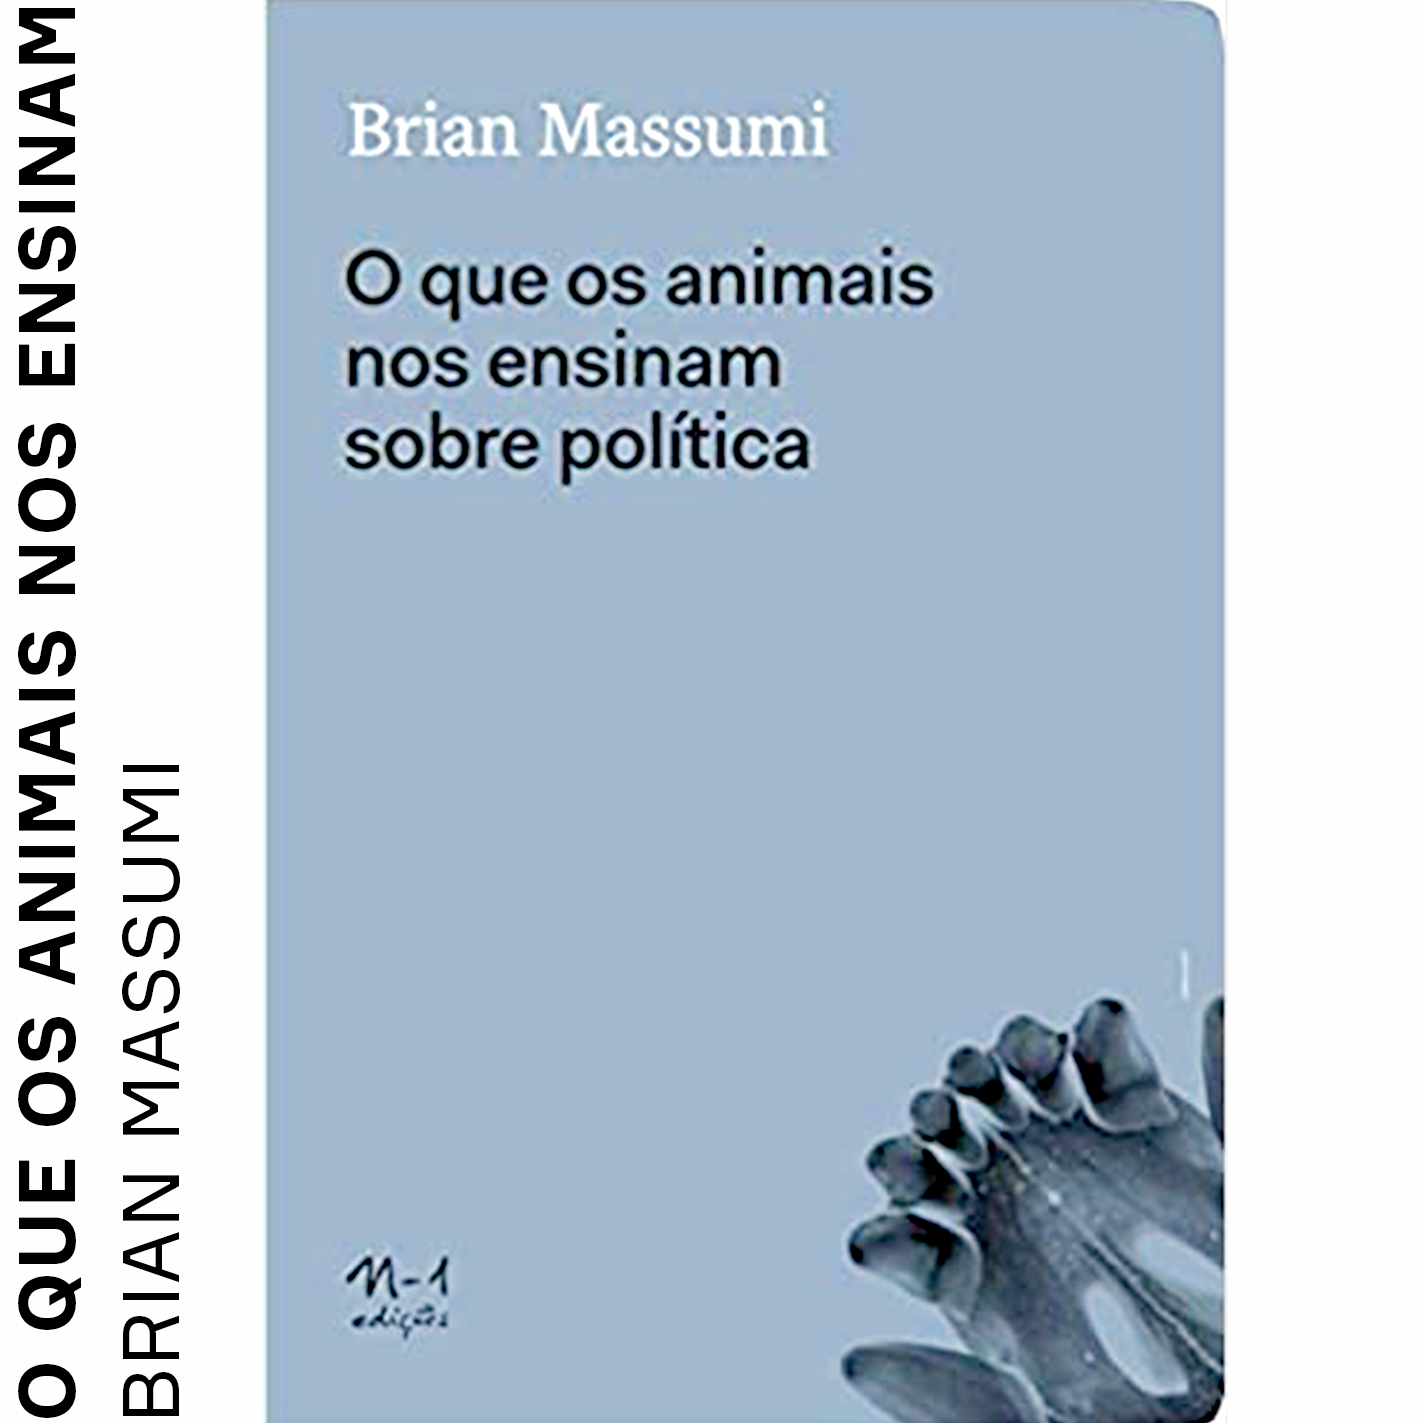 O QUE OS ANIMAIS NOS ENSINAM
BRIAN MASSUMI
Brian Massumi
O que os animais
nos ensinam
sobre política
n-1
edições